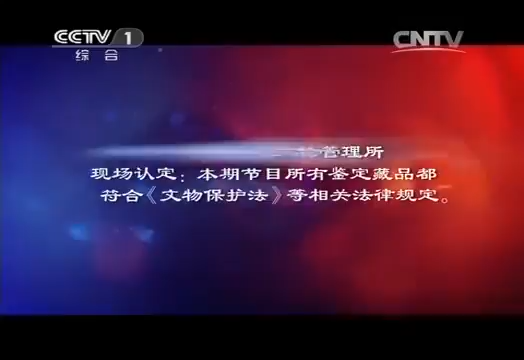 CCTV 1
综合
CNTV
管理所
现场认定：本期节目所有鉴定藏品都
符合《文物保护法》等相关法律规定。